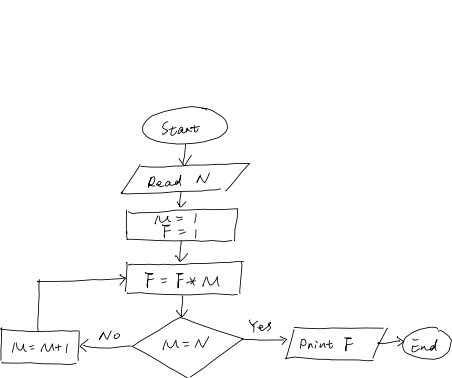 Start
Read N
M = 1
F = 1
F = F * M
M = N
No
M = M+1
Yes
Print F
End